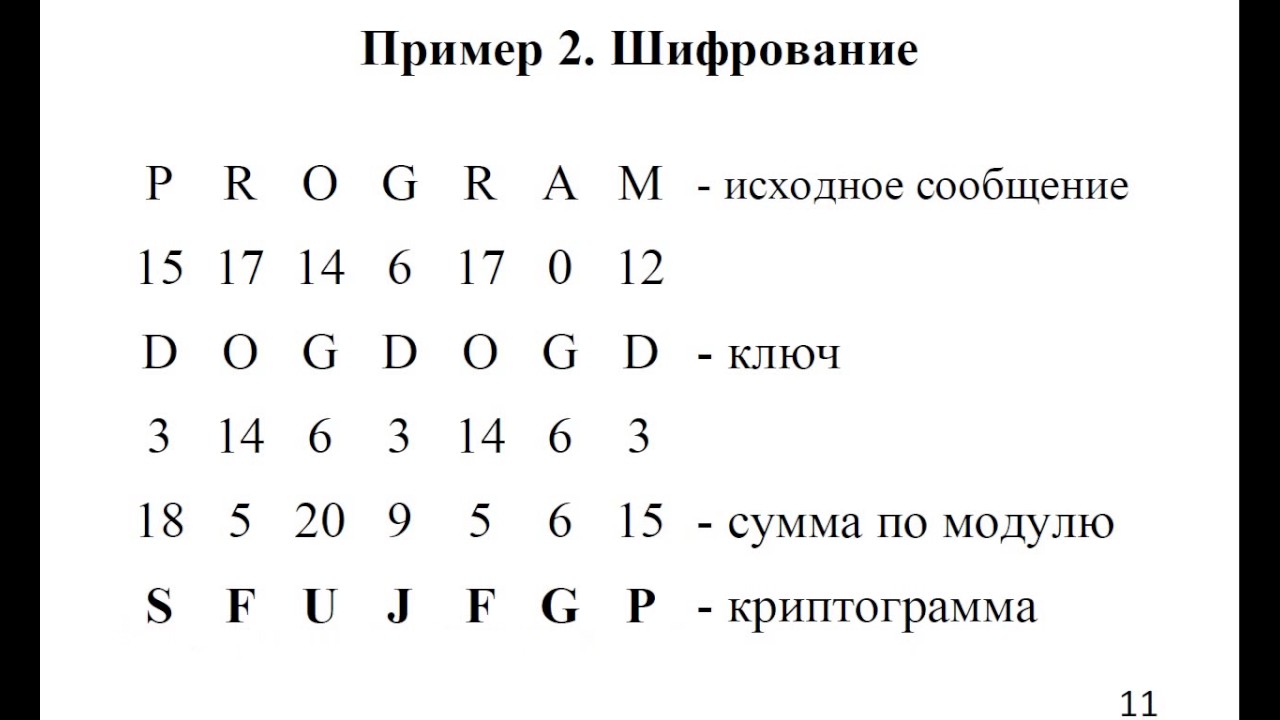 Пример 2. Шифрование
P R O G R A M - исходное сообщение
15 17 14 6 17 0 12
D O G D O G D - ключ
3 14 6 3 14 6 3
18 5 20 9 5 6 15 - сумма по модулю
S F U J F G P - криптограмма
11